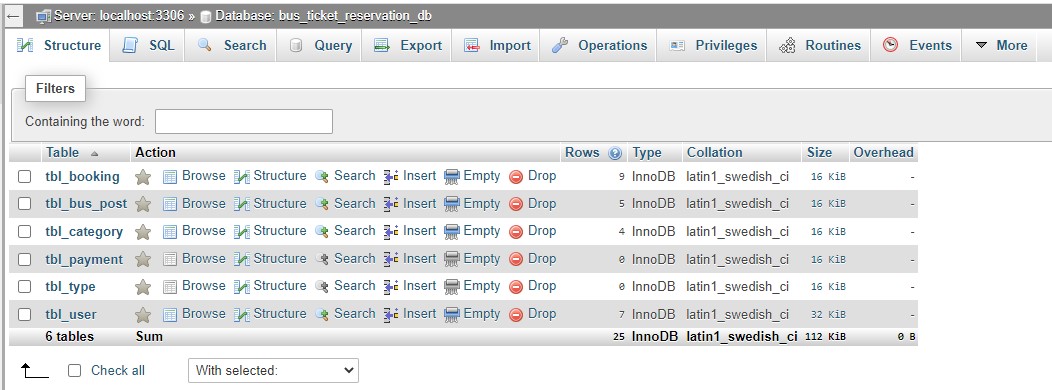 Server: localhost:3306 » Database: bus_ticket_reservation_db
Structure SQL Search Query Export Import Operations Privileges Routines Events More
Filters
Containing the word:
Table Action Rows Type Collation Size Overhead
tbl_booking Browse Structure Search Insert Empty Drop 9 InnoDB latin1_swedish_ci 16 KiB -
tbl_bus_post Browse Structure Search Insert Empty Drop 5 InnoDB latin1_swedish_ci 16 KiB -
tbl_category Browse Structure Search Insert Empty Drop 4 InnoDB latin1_swedish_ci 16 KiB -
tbl_payment Browse Structure Search Insert Empty Drop 0 InnoDB latin1_swedish_ci 16 KiB -
tbl_type Browse Structure Search Insert Empty Drop 0 InnoDB latin1_swedish_ci 16 KiB -
tbl_user Browse Structure Search Insert Empty Drop 7 InnoDB latin1_swedish_ci 32 KiB -
6 tables Sum 25 InnoDB latin1_swedish_ci 112 KiB 0 B
Check all With selected: